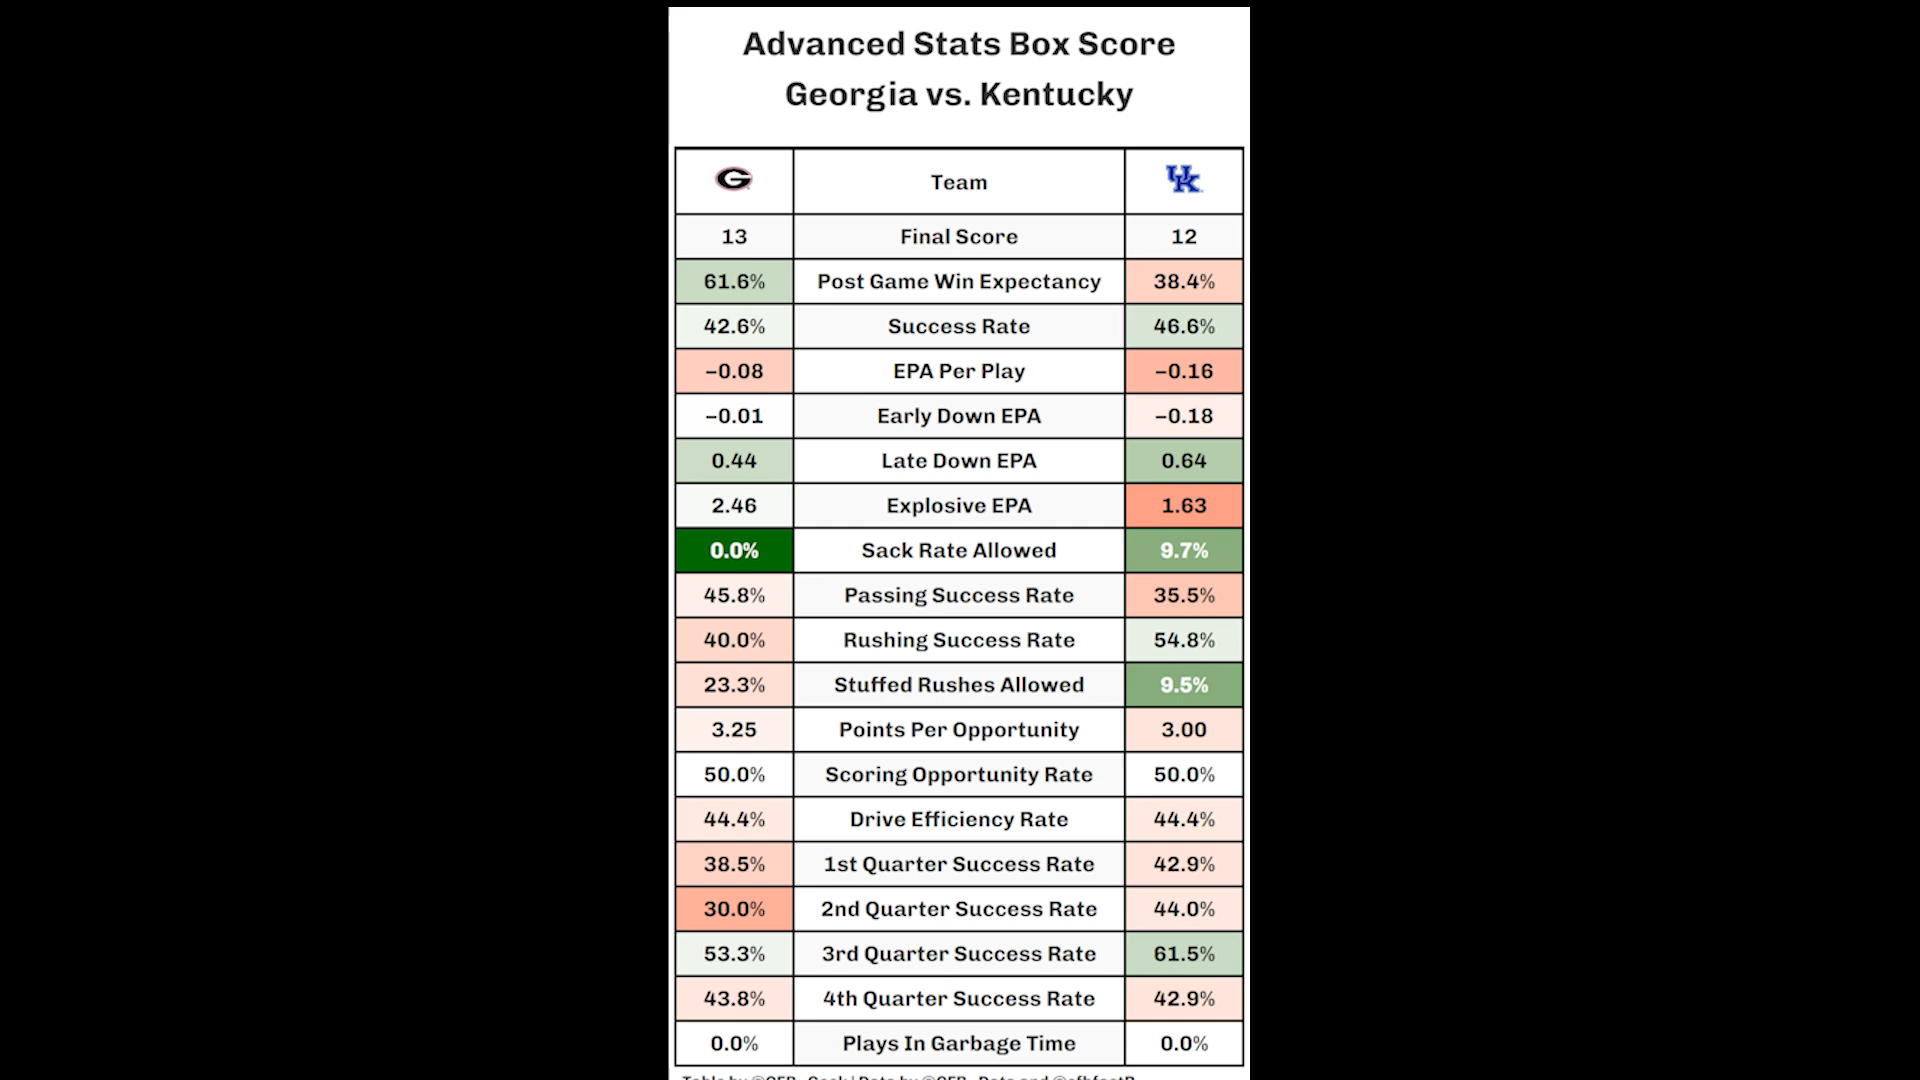 Advanced Stats Box Score
Georgia vs. Kentucky
G Team UK
13 Final Score 12
61.6% Post Game Win Expectancy 38.4%
42.6% Success Rate 46.6%
−0.08 EPA Per Play −0.16
−0.01 Early Down EPA −0.18
0.44 Late Down EPA 0.64
2.46 Explosive EPA 1.63
0.0% Sack Rate Allowed 9.7%
45.8% Passing Success Rate 35.5%
40.0% Rushing Success Rate 54.8%
23.3% Stuffed Rushes Allowed 9.5%
3.25 Points Per Opportunity 3.00
50.0% Scoring Opportunity Rate 50.0%
44.4% Drive Efficiency Rate 44.4%
38.5% 1st Quarter Success Rate 42.9%
30.0% 2nd Quarter Success Rate 44.0%
53.3% 3rd Quarter Success Rate 61.5%
43.8% 4th Quarter Success Rate 42.9%
0.0% Plays In Garbage Time 0.0%